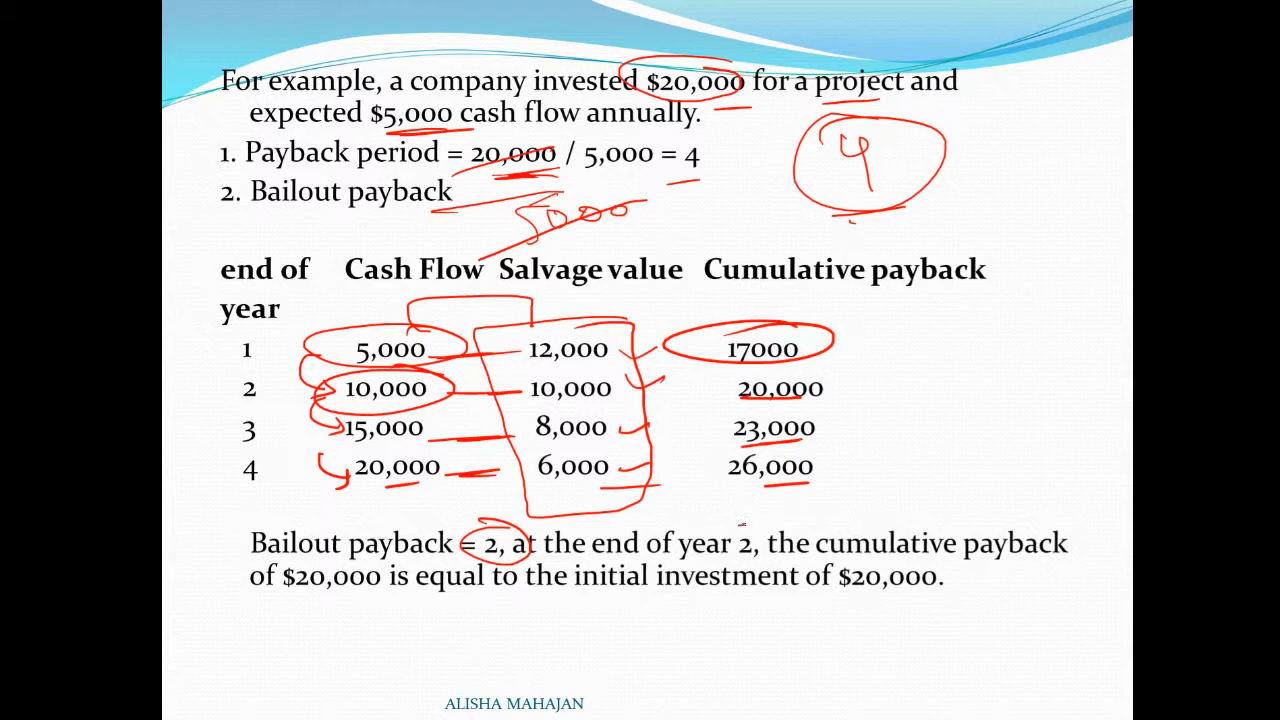 For example, a company invested $20,000 for a project and
expected $5,000 cash flow annually.
1. Payback period = 20,000 / 5,000 = 4
4
2. Bailout payback
5000
end of Cash Flow Salvage value Cumulative payback
year
1 5,000 12,000 17000
2 10,000 10,000 20,000
3 15,000 8,000 23,000
4 20,000 6,000 26,000
Bailout payback = 2, at the end of year 2, the cumulative payback
of $20,000 is equal to the initial investment of $20,000.
ALISHA MAHAJAN